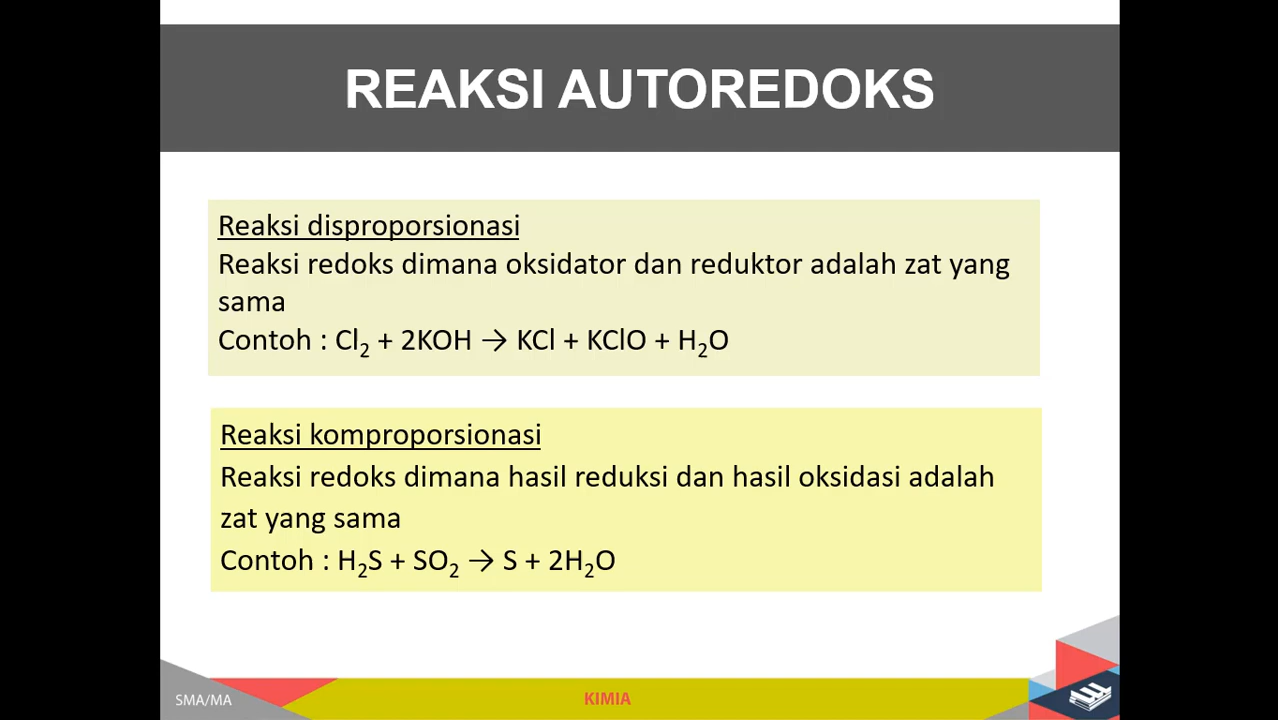 REAKSI AUTOREDOKS
Reaksi disproporsionasi
Reaksi redoks dimana oksidator dan reduktor adalah zat yang
sama
Contoh : Cl₂ + 2KOH → KCl + KClO + H₂O
Reaksi komproporsionasi
Reaksi redoks dimana hasil reduksi dan hasil oksidasi adalah
zat yang sama
Contoh : H₂S + SO₂ → S + 2H₂O
SMA/MA
KIMIA